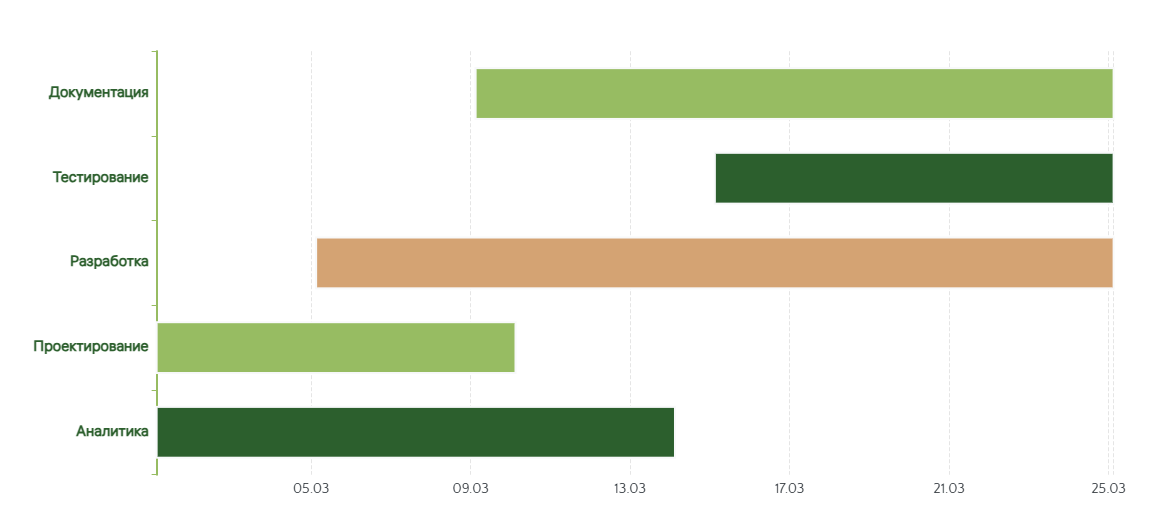 Документация
Тестирование
Разработка
Проектирование
Аналитика
05.03 09.03 13.03 17.03 21.03 25.03